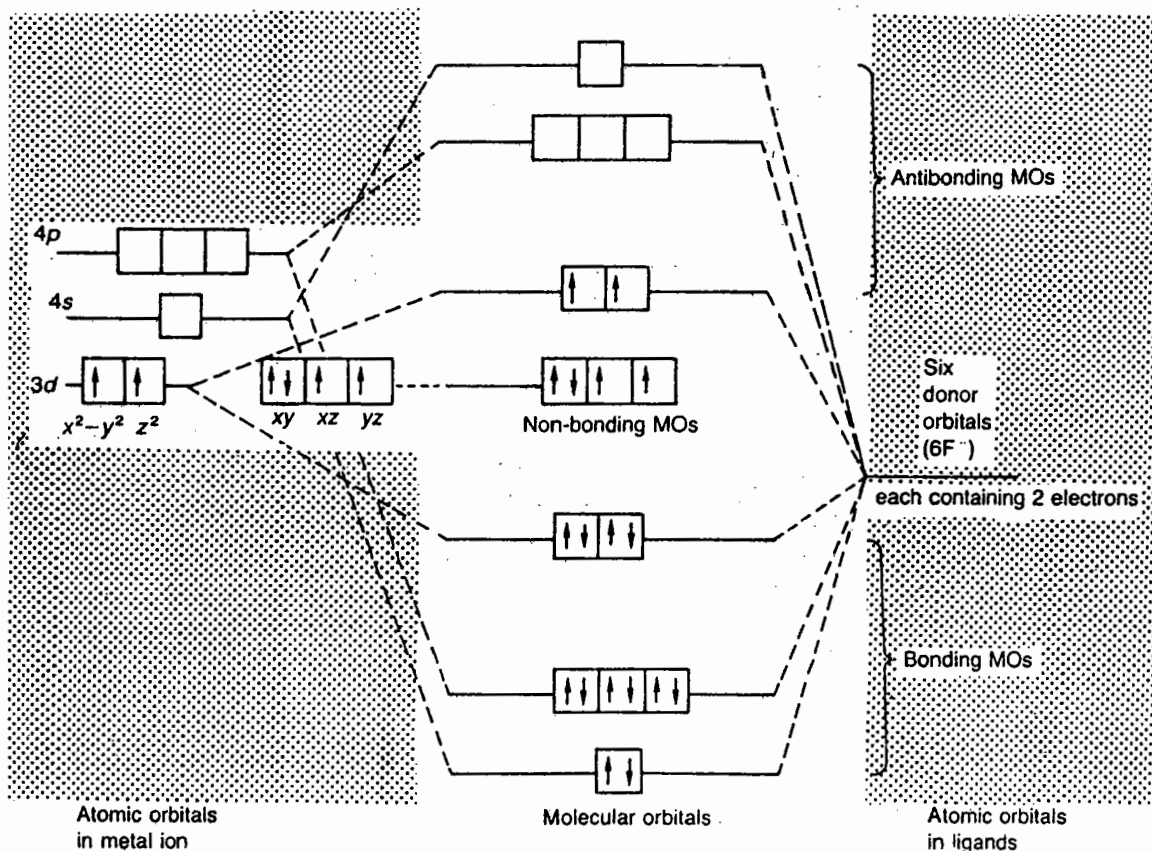 Antibonding MOs
4p
4s
3d
x²−y² z²
xy xz yz
Non-bonding MOs
Six
donor
orbitals
(6F⁻)
each containing 2 electrons
Bonding MOs
Atomic orbitals
in metal ion
Molecular orbitals
Atomic orbitals
in ligands